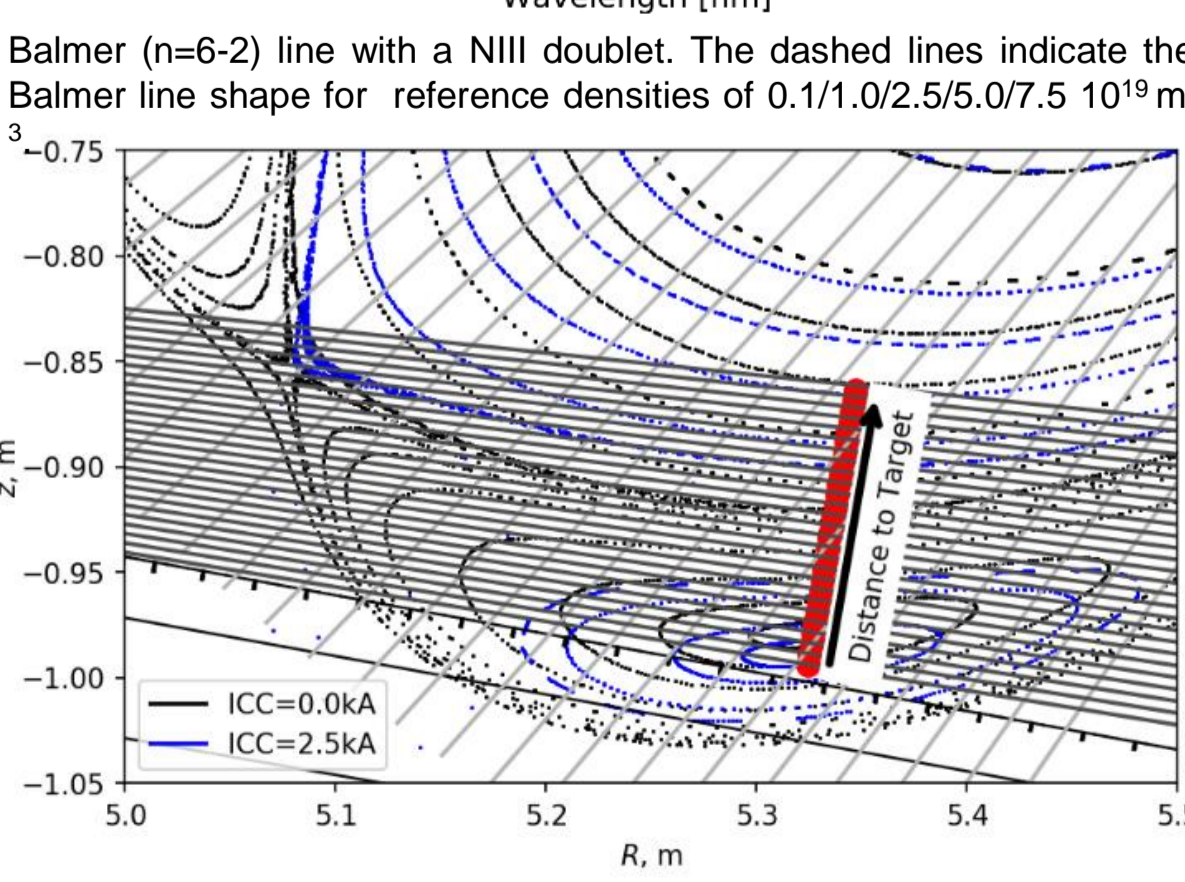 Wavelength [nm]
Balmer (n=6-2) line with a NIII doublet. The dashed lines indicate the
Balmer line shape for reference densities of 0.1/1.0/2.5/5.0/7.5 10¹⁹ m
3.
−0.75
−0.80
−0.85
−0.90
−0.95
−1.00
−1.05
z, m
Distance to Target
ICC=0.0kA
ICC=2.5kA
5.0 5.1 5.2 5.3 5.4 5.
R, m